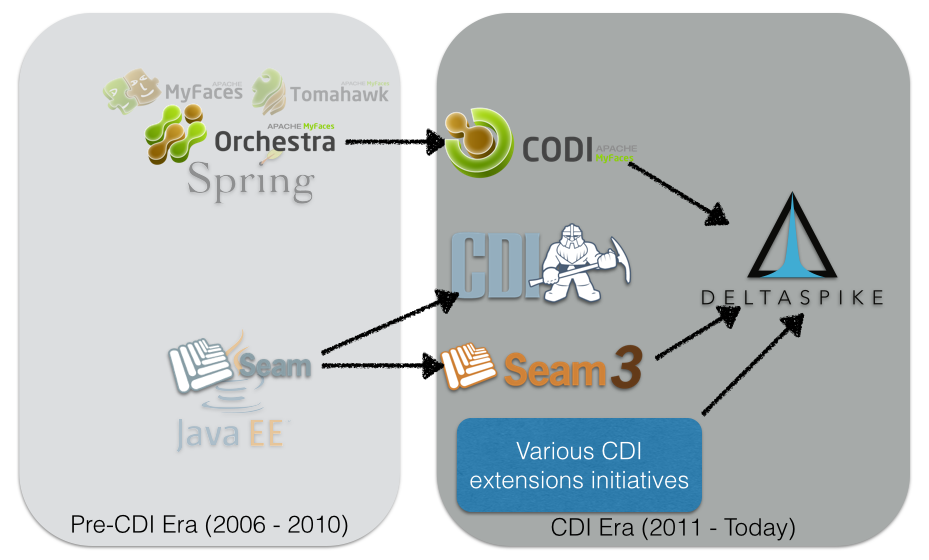 APACHE
MyFaces
APACHE MyFaces
Tomahawk
APACHE MyFaces
Orchestra
Spring
Seam
Java EE
Pre-CDI Era (2006 - 2010)
CODI
APACHE
MyFaces
CDI
Seam 3
Various CDI
extensions initiatives
DELTASPIKE
CDI Era (2011 - Today)